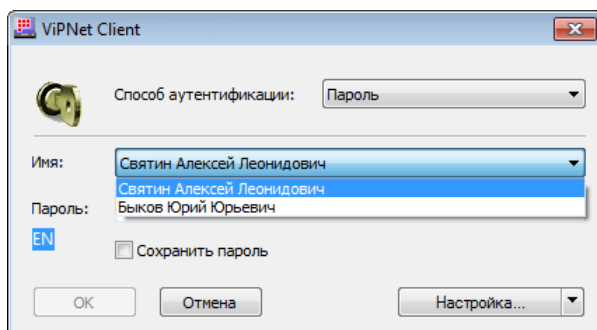 ViPNet Client
Способ аутентификации: Пароль
Имя: Святин Алексей Леонидович
Святин Алексей Леонидович
Пароль: Быков Юрий Юрьевич
EN
Сохранить пароль
OK Отмена Настройка...